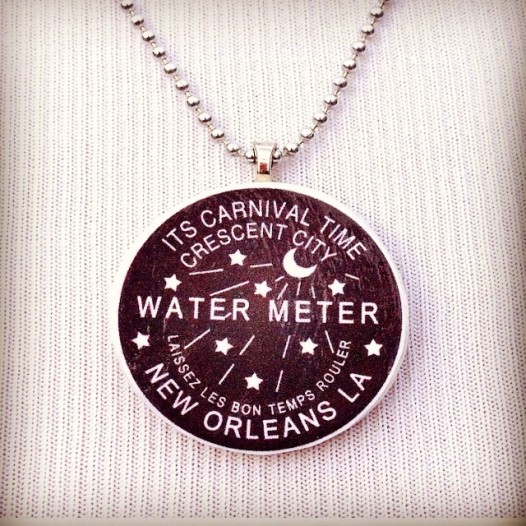 ITS CARNIVAL TIME
CRESCENT CITY
WATER METER
LAISSEZ LES BON TEMPS ROULER
NEW ORLEANS LA